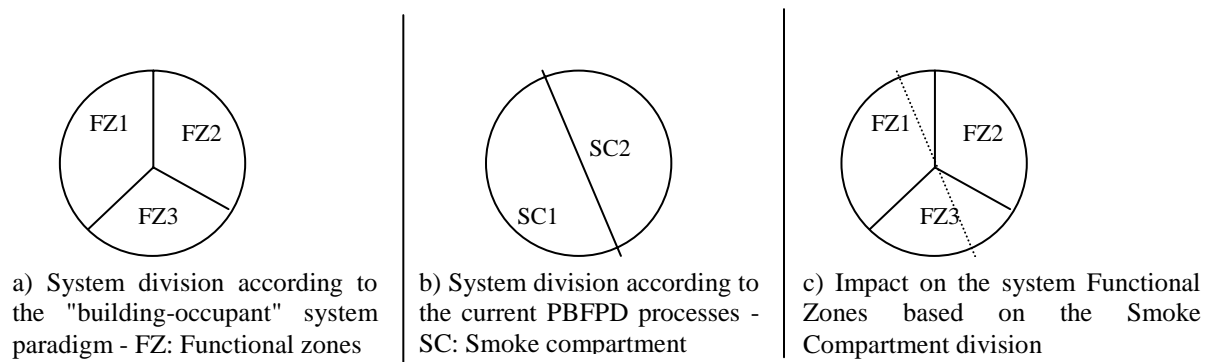 FZ1
FZ2
FZ3
a) System division according to
the "building-occupant" system
paradigm - FZ: Functional zones
SC2
SC1
b) System division according to
the current PBFPD processes -
SC: Smoke compartment
FZ1
FZ2
FZ3
c) Impact on the system Functional
Zones based on the Smoke
Compartment division